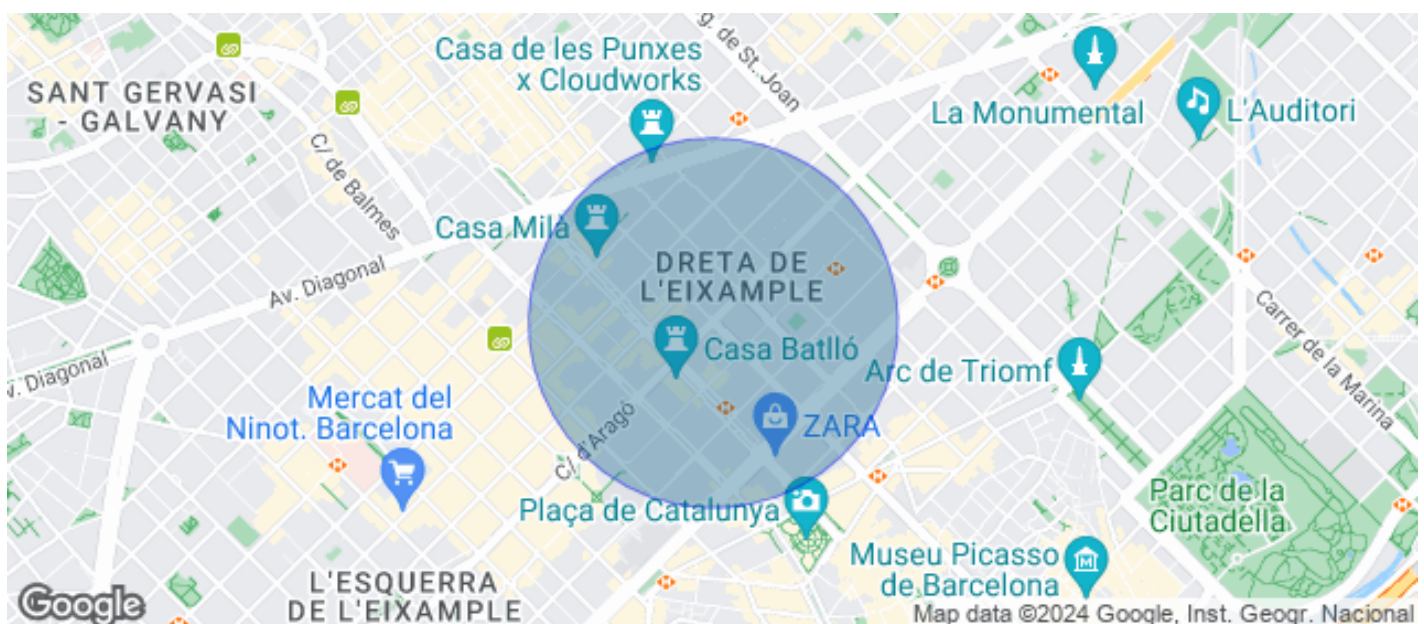 Casa de les Punxes
x Cloudworks
g. de St. Joan
SANT GERVASI
- GALVANY
La Monumental
L'Auditori
C/ de Balmes
Casa Milà
DRETA DE
L'EIXAMPLE
Av. Diagonal
Carrer de la Marina
Casa Batlló
Arc de Triomf
v. Diagonal
Mercat del
Ninot. Barcelona
C/ d'Aragó
ZARA
Plaça de Catalunya
Parc de la
Ciutadella
Museu Picasso
de Barcelona
L'ESQUERRA
DE L'EIXAMPLE
Google
Map data ©2024 Google, Inst. Geogr. Nacional